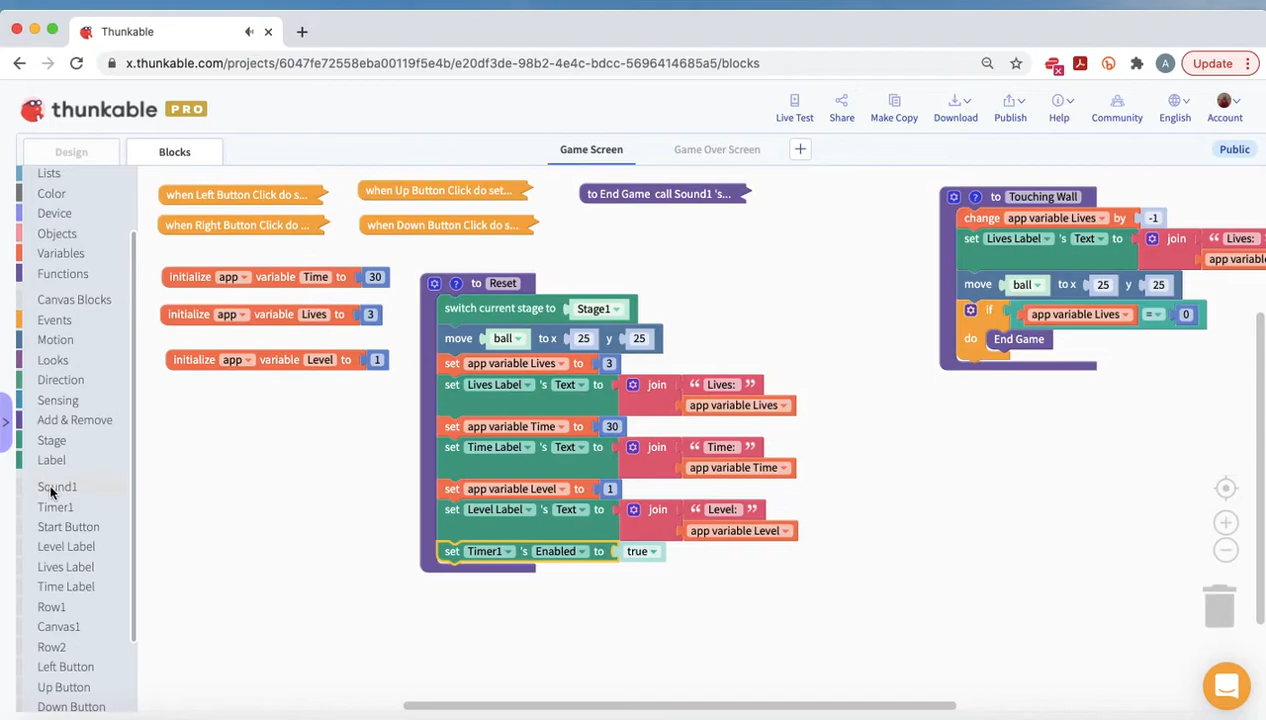 Thunkable
x.thunkable.com/projects/6047fe72558eba00119f5e4b/e20df3de-98b2-4e4c-bdcc-5696414685a5/blocks
A
Update
thunkable PRO
Live Test
Share
Make Copy
Download
Publish
Help
Community
English
Account
Design
Blocks
Game Screen
Game Over Screen
Public
Lists
Color
Device
Objects
Variables
Functions
Canvas Blocks
Events
Motion
Looks
Direction
Sensing
Add & Remove
Stage
Label
Sound1
Timer1
Start Button
Level Label
Lives Label
Time Label
Row1
Canvas1
Row2
Left Button
Up Button
Down Button
when Left Button Click do s...
when Up Button Click do set...
when Right Button Click do ...
when Down Button Click do s...
to End Game call Sound1 's...
initialize app variable Time to 30
initialize app variable Lives to 3
initialize app variable Level to 1
? to Reset
switch current stage to Stage1
move ball to x 25 y 25
set app variable Lives to 3
set Lives Label 's Text to join “ Lives: ”
app variable Lives
set app variable Time to 30
set Time Label 's Text to join “ Time: ”
app variable Time
set app variable Level to 1
set Level Label 's Text to join “ Level: ”
app variable Level
set Timer1 's Enabled to true
? to Touching Wall
change app variable Lives by -1
set Lives Label 's Text to join “ Lives:
app variable
move ball to x 25 y 25
if app variable Lives = 0
do End Game